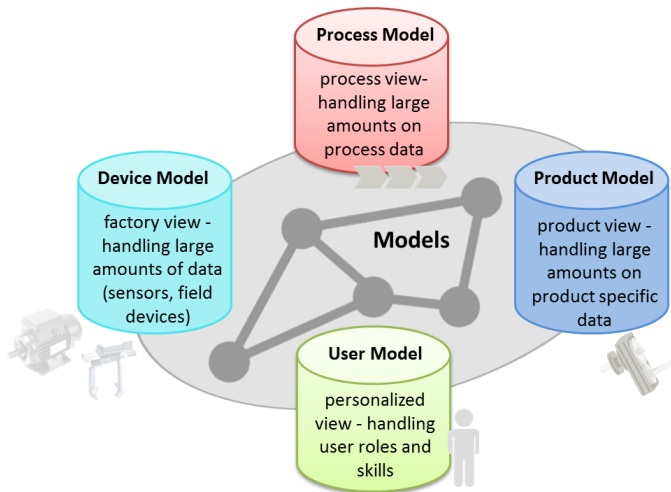 Process Model
process view-
handling large
amounts on
process data
Device Model
factory view -
handling large
amounts of data
(sensors, field
devices)
Models
Product Model
product view -
handling large
amounts on
product specific
data
User Model
personalized
view - handling
user roles and
skills